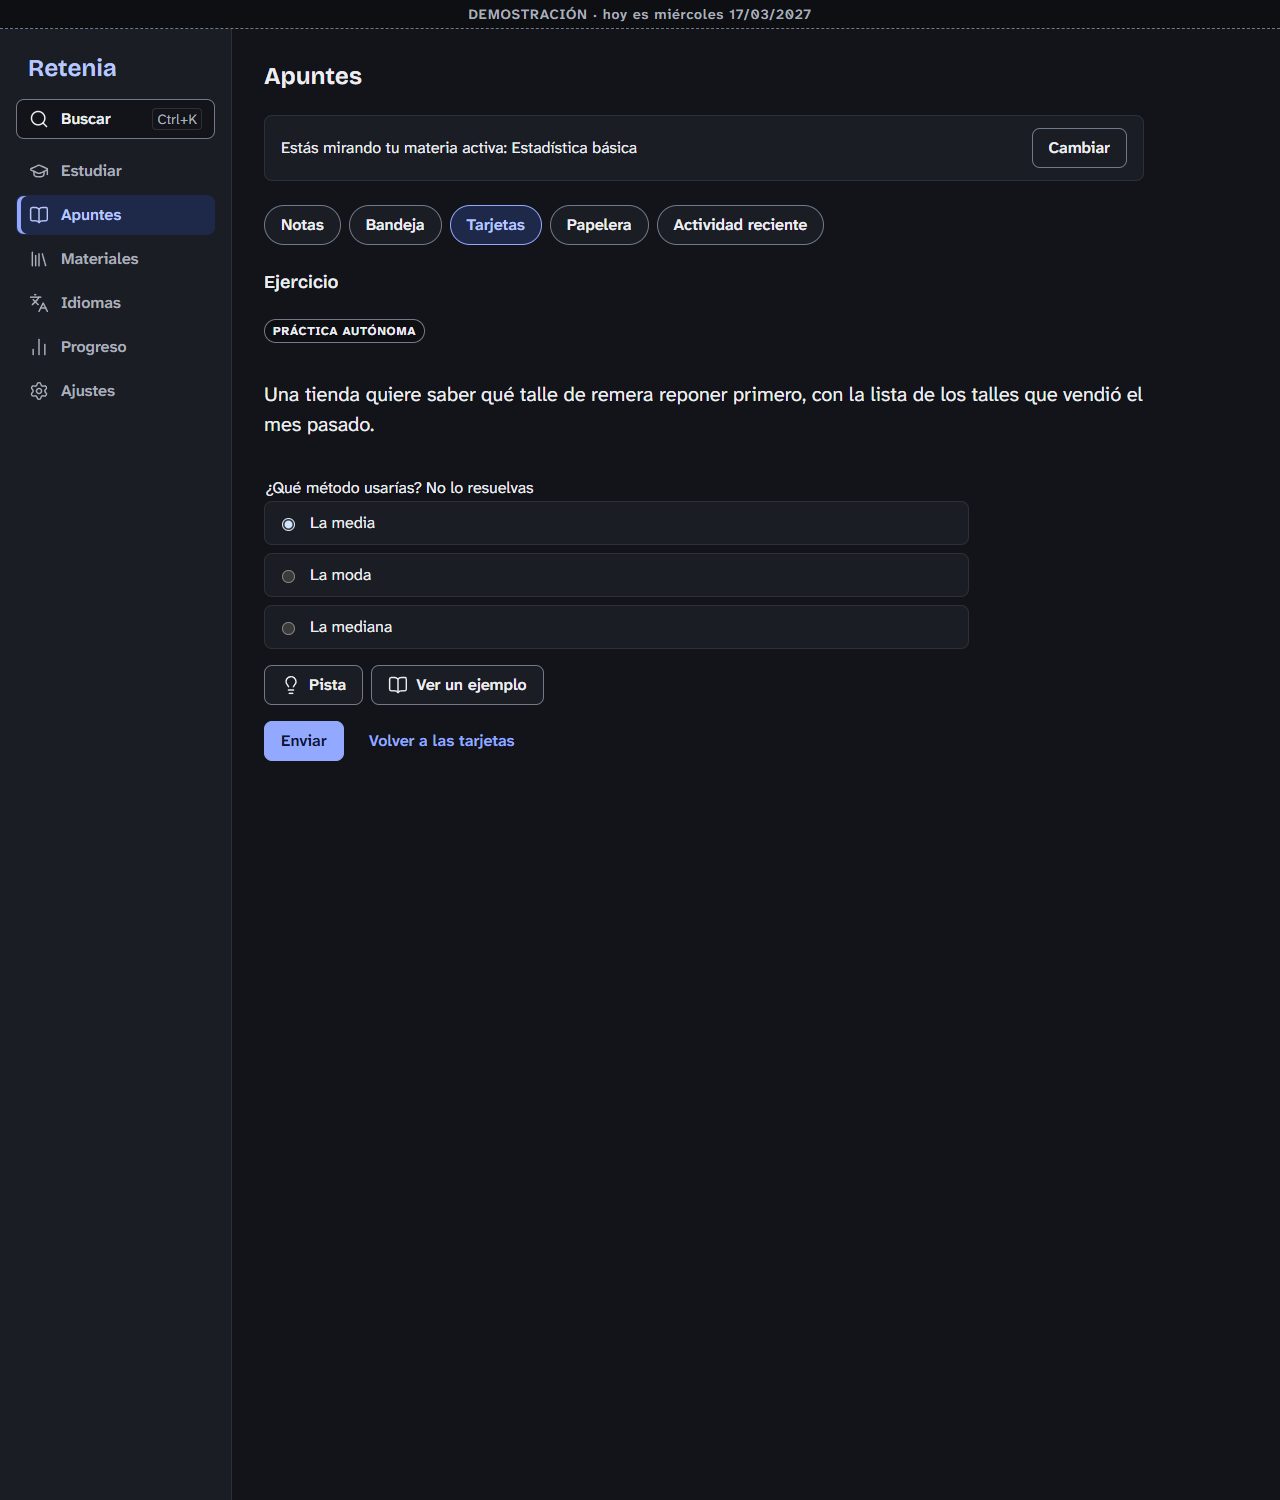 DEMOSTRACIÓN · hoy es miércoles 17/03/2027
Retenia
Buscar Ctrl+K
Estudiar
Apuntes
Materiales
Idiomas
Progreso
Ajustes
Apuntes
Estás mirando tu materia activa: Estadística básica
Cambiar
Notas Bandeja Tarjetas Papelera Actividad reciente
Ejercicio
PRÁCTICA AUTÓNOMA
Una tienda quiere saber qué talle de remera reponer primero, con la lista de los talles que vendió el
mes pasado.
¿Qué método usarías? No lo resuelvas
La media
La moda
La mediana
Pista Ver un ejemplo
Enviar Volver a las tarjetas